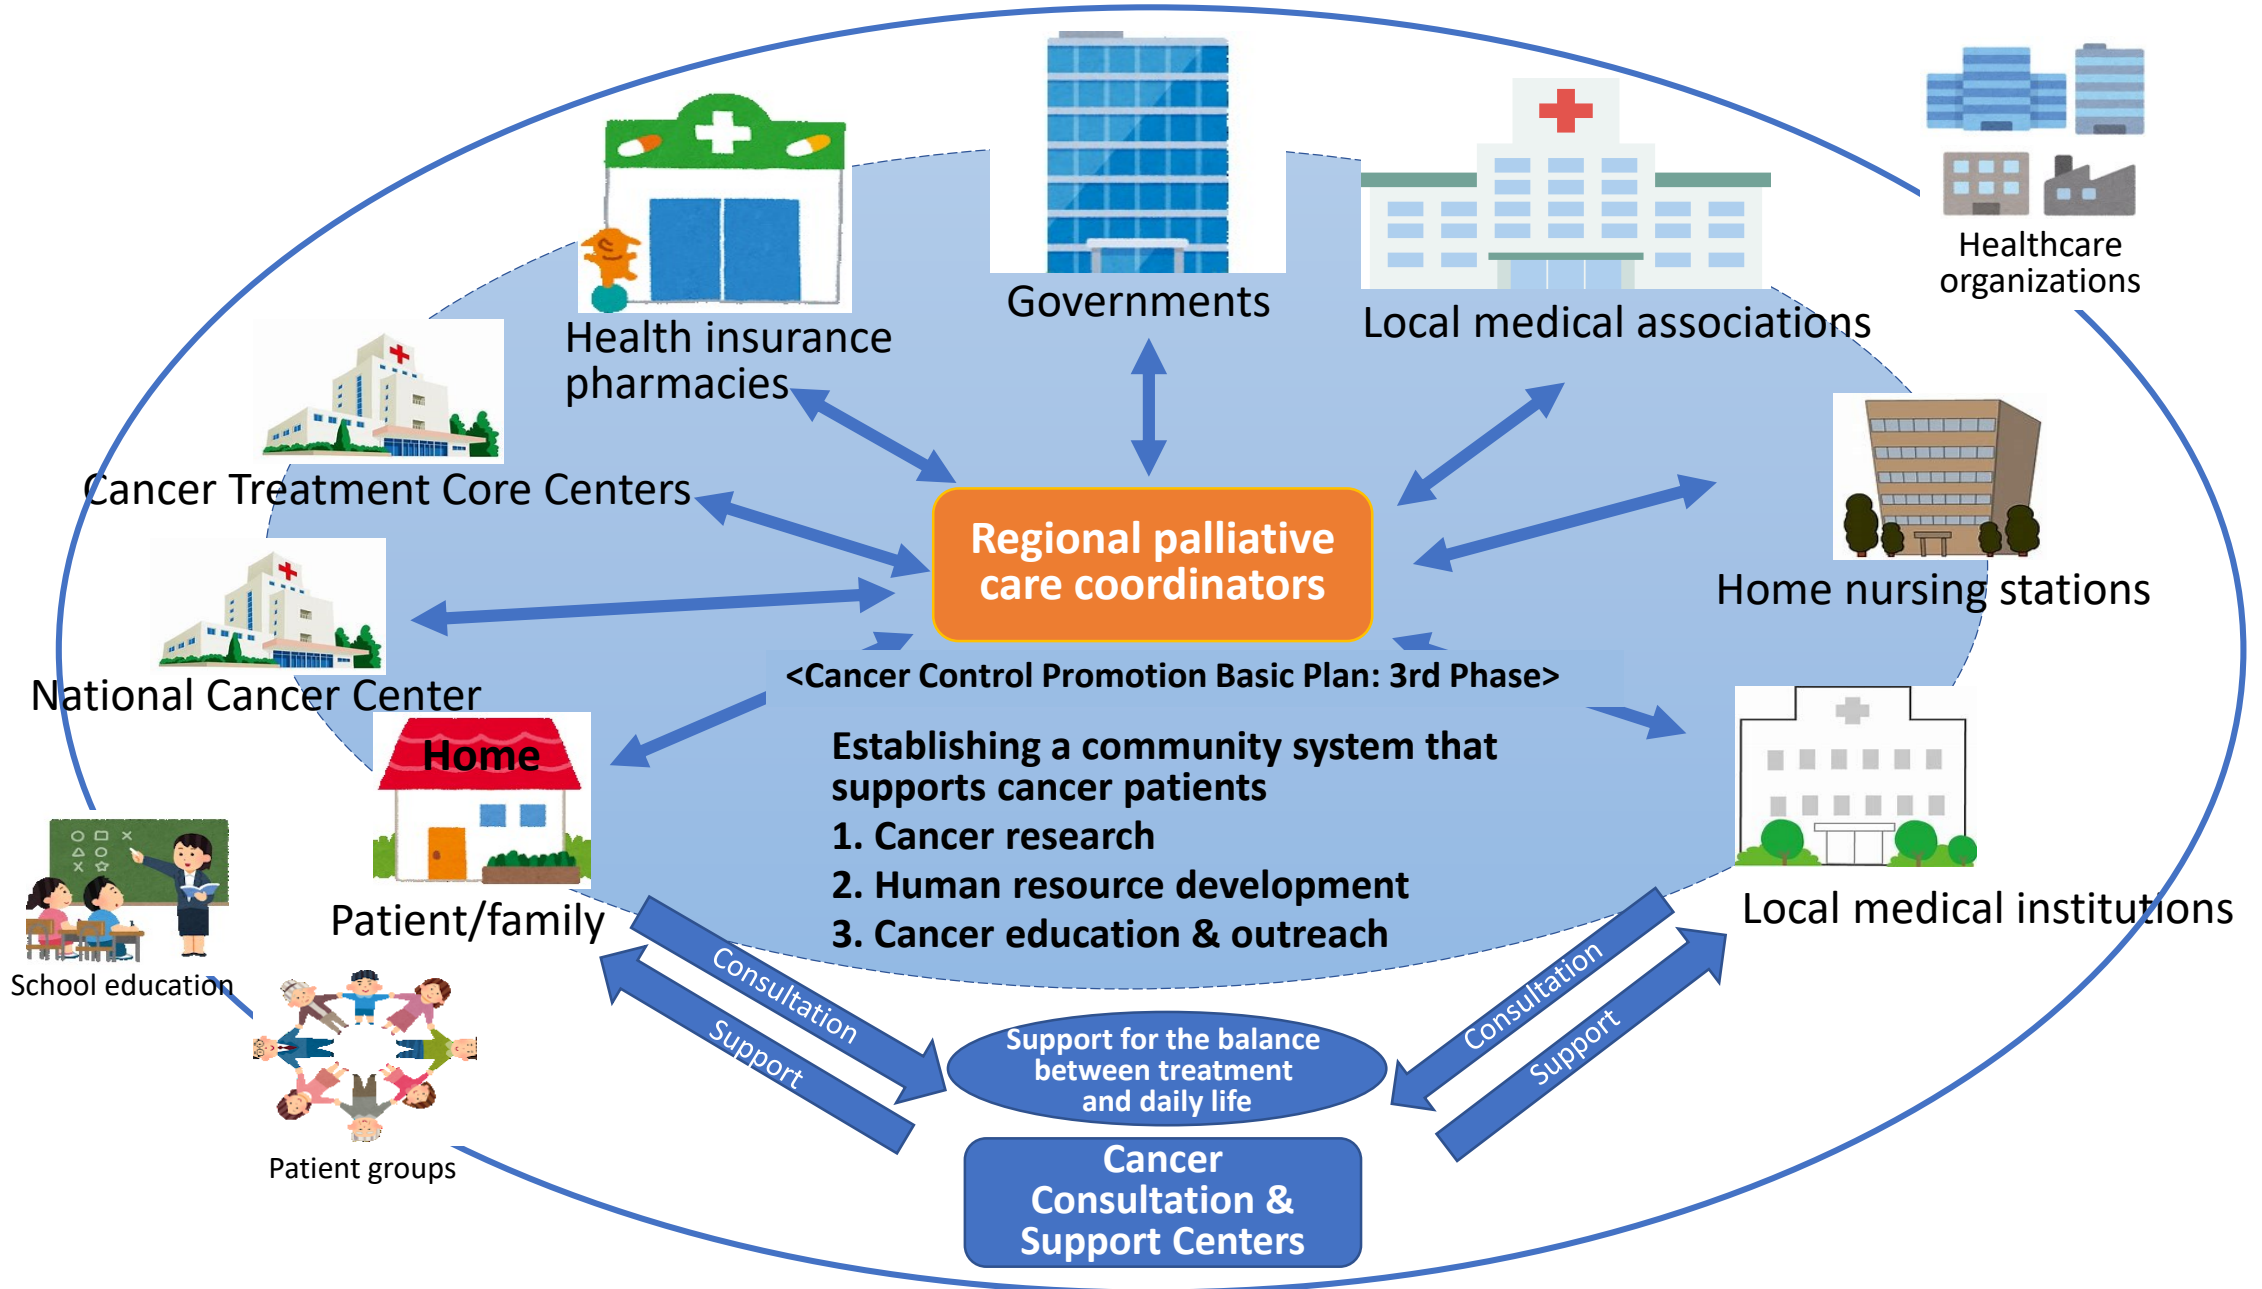 Governments
Health insurance
pharmacies
Local medical associations
Healthcare
organizations
Cancer Treatment Core Centers
Regional palliative
care coordinators
Home nursing stations
National Cancer Center
<Cancer Control Promotion Basic Plan: 3rd Phase>
Home
Patient/family
Establishing a community system that
supports cancer patients
1. Cancer research
2. Human resource development
3. Cancer education & outreach
Local medical institutions
School education
Patient groups
Consultation
Support
Support for the balance
between treatment
and daily life
Consultation
Support
Cancer
Consultation &
Support Centers